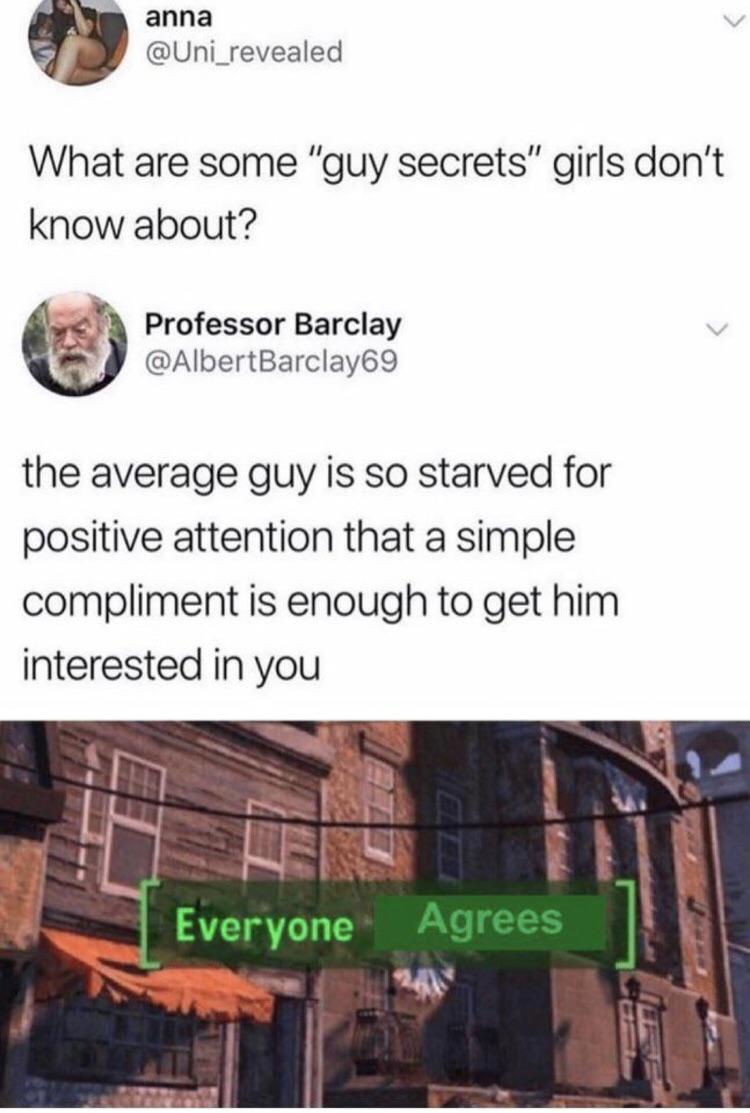 anna
@Uni_revealed
What are some "guy secrets" girls don't
know about?
Professor Barclay
@AlbertBarclay69
the average guy is so starved for
positive attention that a simple
compliment is enough to get him
interested in you
[ Everyone Agrees ]